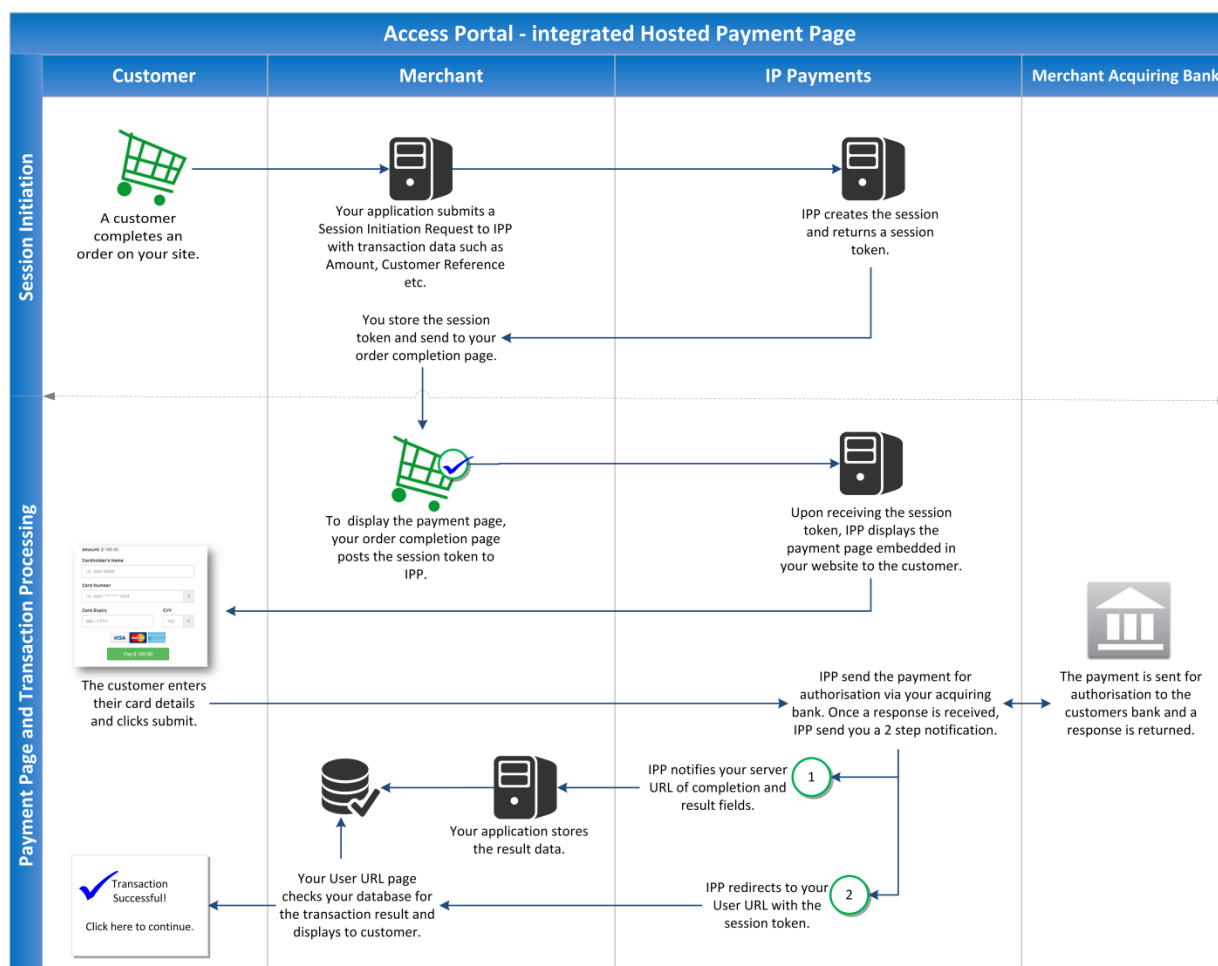 Access Portal - integrated Hosted Payment Page
Customer
Merchant
IP Payments
Merchant Acquiring Bank
Session Initiation
A customer
completes an
order on your site.
Your application submits a
Session Initiation Request to IPP
with transaction data such as
Amount, Customer Reference
etc.
IPP creates the session
and returns a session
token.
You store the session
token and send to your
order completion page.
Payment Page and Transaction Processing
To display the payment page,
your order completion page
posts the session token to
IPP.
Upon receiving the session
token, IPP displays the
payment page embedded in
your website to the customer.
Amount: $ 100.00
Cardholder's Name
i.e. John Smith
Card Number
i.e. 4557 **** **** 1234
?
Card Expiry
CVV
MM / YYYY
123
?
VISA
Pay $ 100.00
The customer enters
their card details
and clicks submit.
IPP send the payment for
authorisation via your acquiring
bank. Once a response is received,
IPP send you a 2 step notification.
The payment is sent for
authorisation to the
customers bank and a
response is returned.
IPP notifies your server
URL of completion and
result fields.
1
Your application stores
the result data.
IPP redirects to your
User URL with the
session token.
2
Your User URL page
checks your database for
the transaction result and
displays to customer.
Transaction
Successful!
Click here to continue.